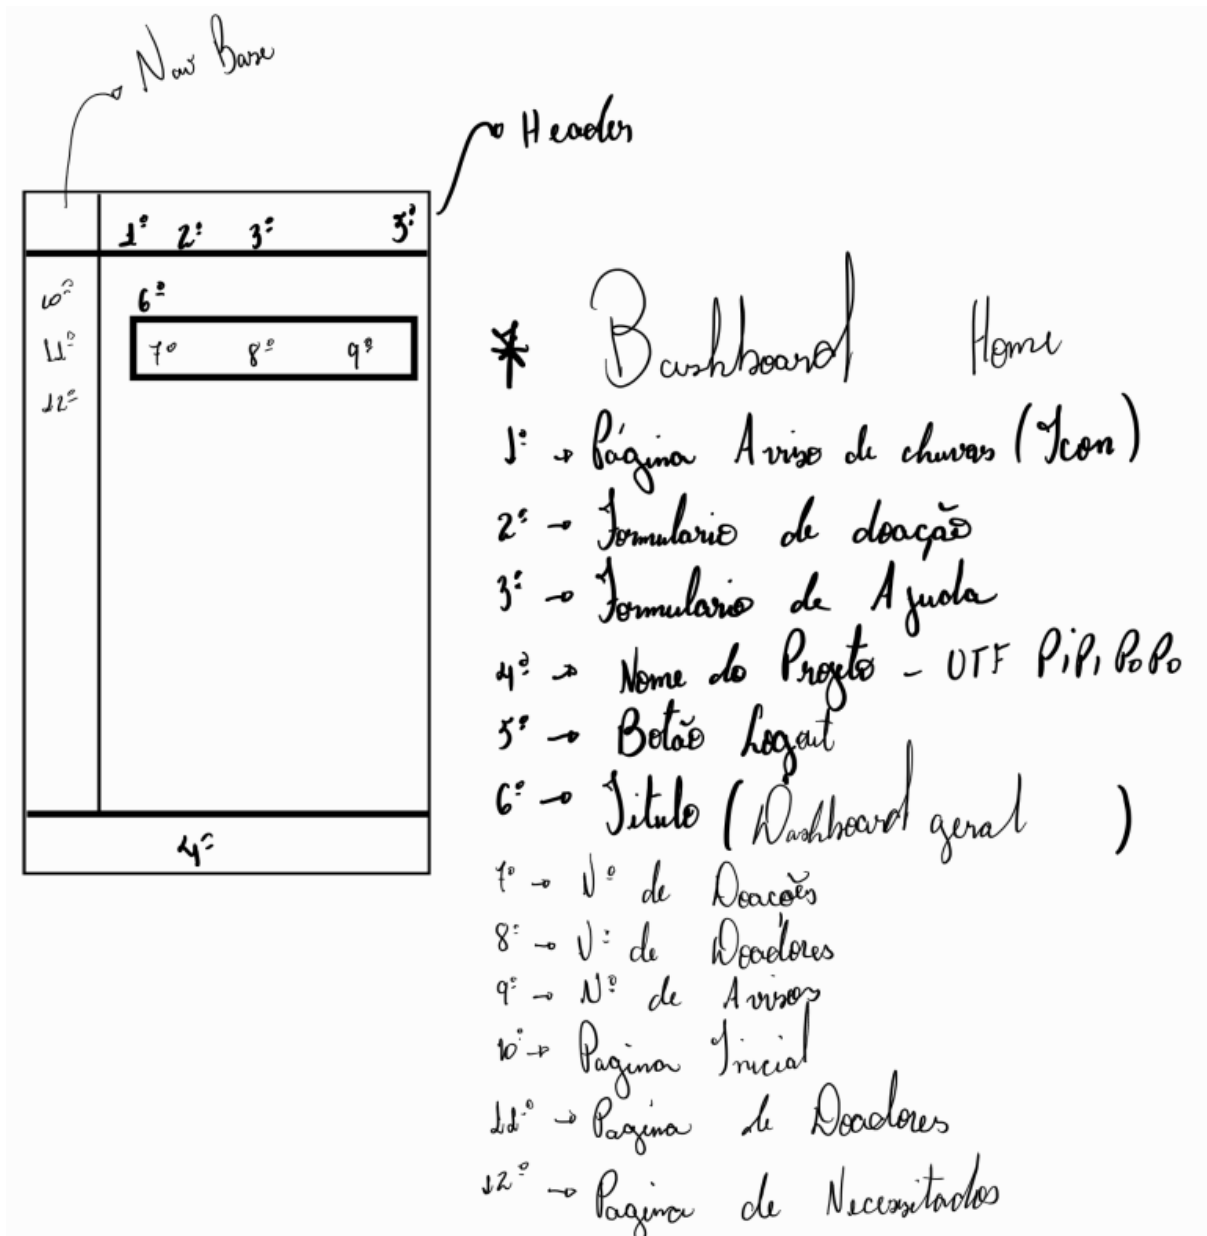 Nav Base
Header
1º 2º 3º 5º
10º 6º
11º 7º 8º 9º
12º
4º
* Dashboard Home
1º → Página Aviso de chuvas (Icon)
2º → Formulario de doação
3º → Formulario de Ajuda
4º → Nome do Projeto - UTF PiPi PoPo
5º → Botão Logout
6º → Titulo (Dashboard geral )
7º → Nº de Doacões
8º → Nº de Doadores
9º → Nº de Avisos
10º → Pagina Inicial
11º → Pagina de Doadores
12º → Pagina de Necessitados